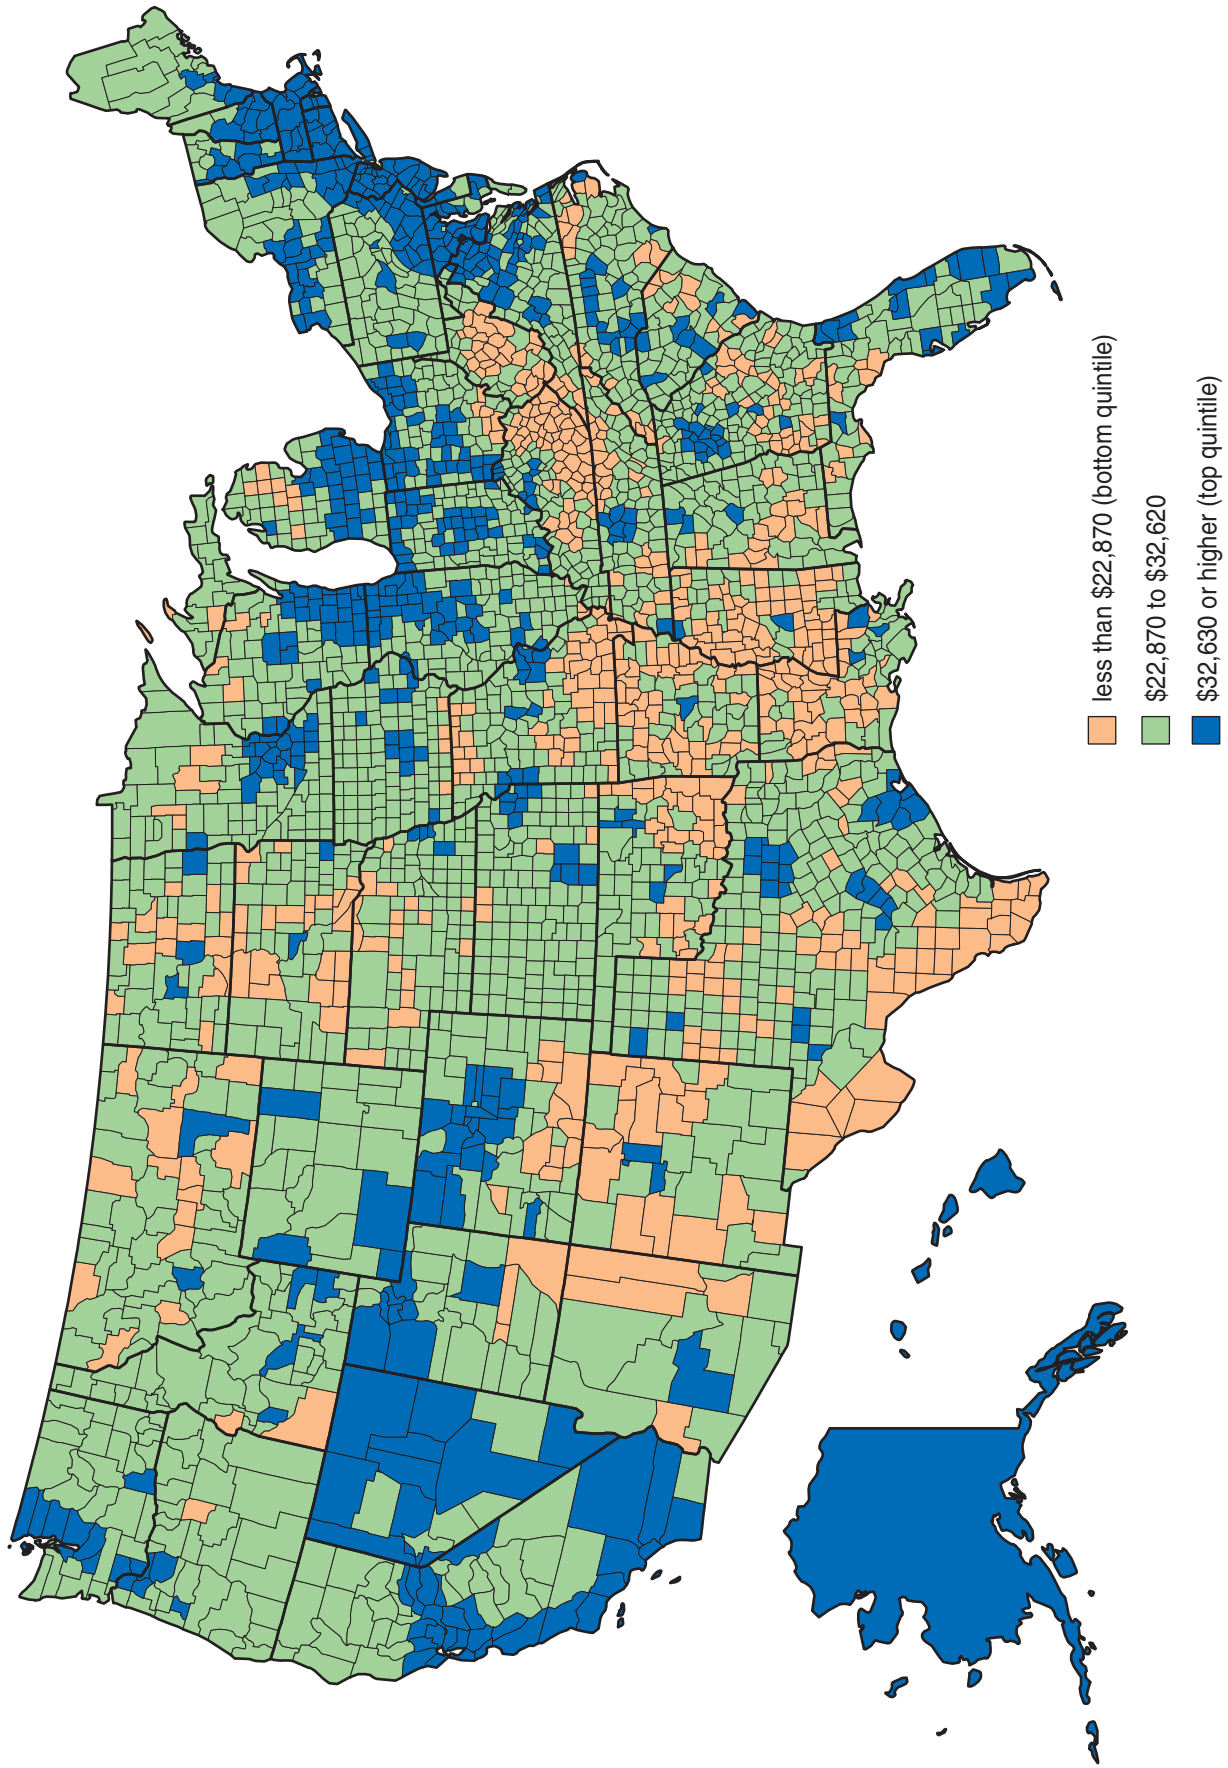 less than $22,870 (bottom quintile)
$22,870 to $32,620
$32,630 or higher (top quintile)